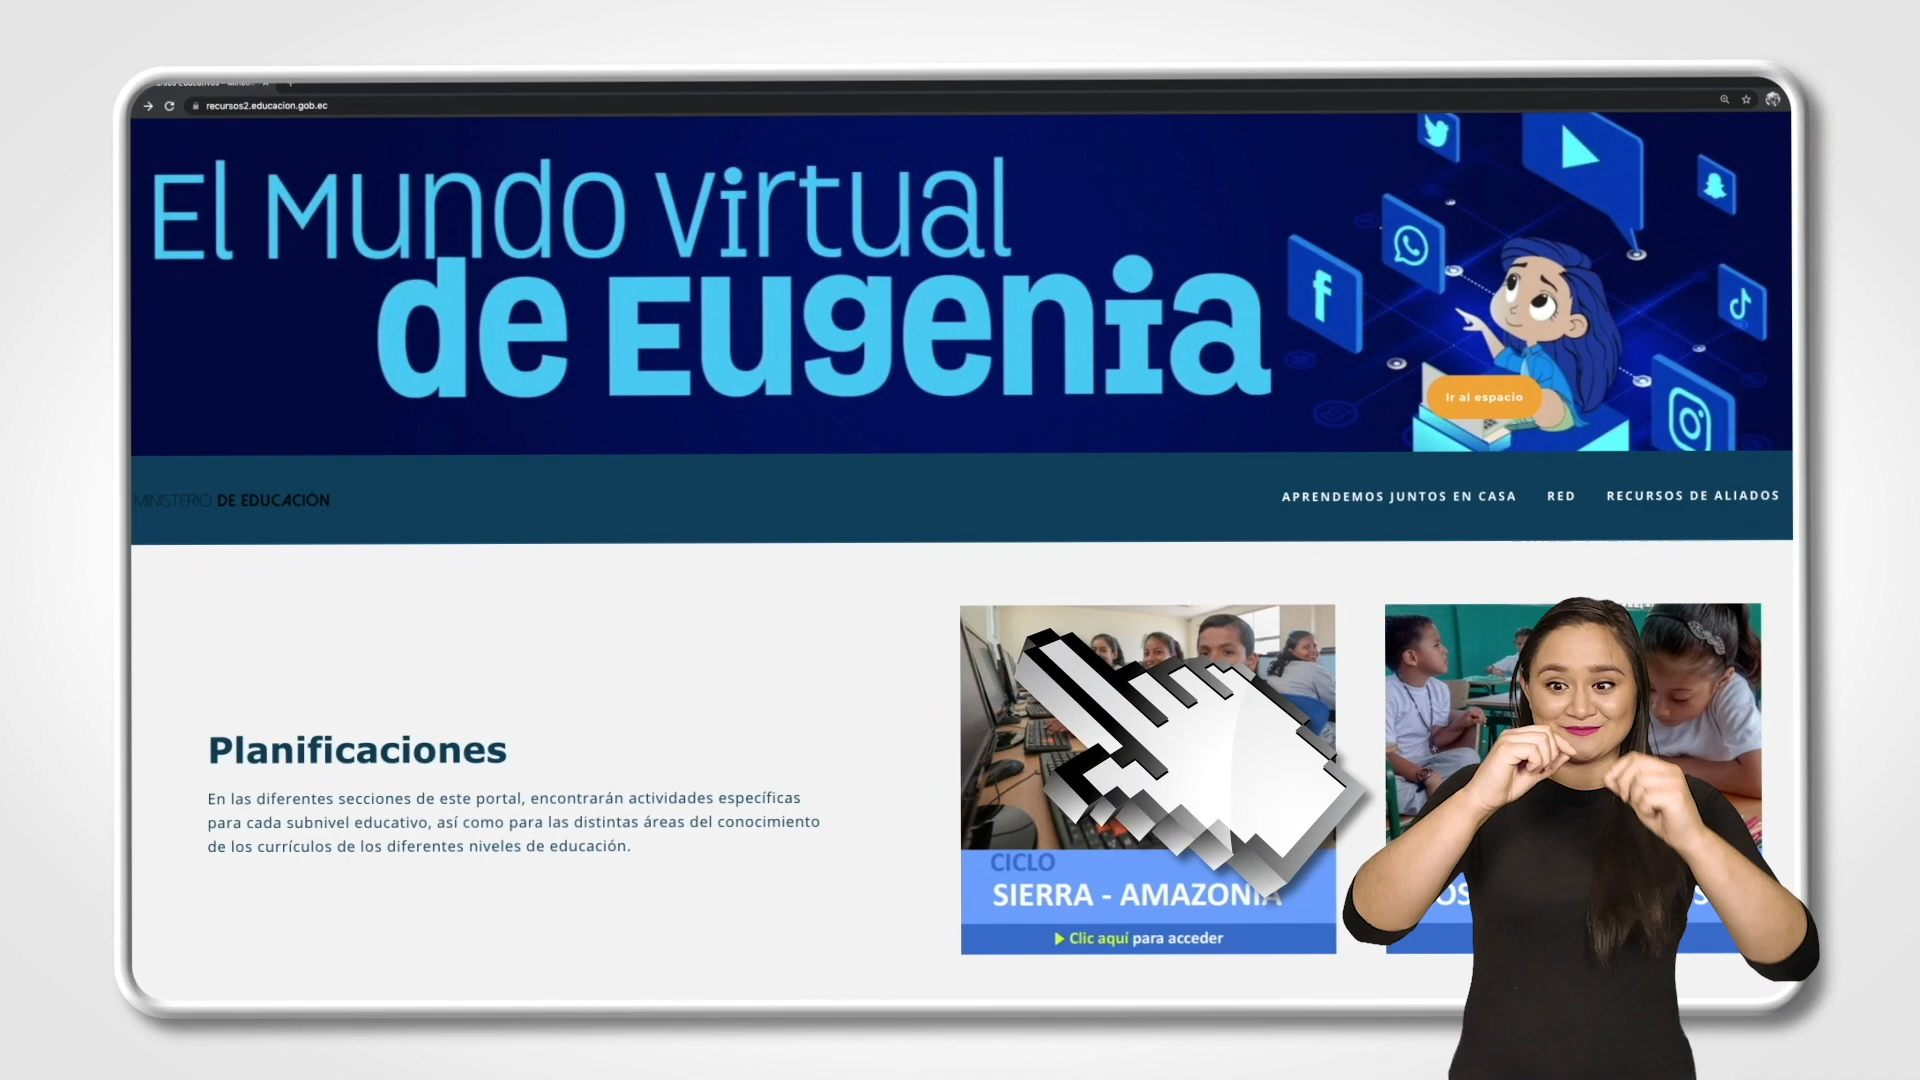 recursos2.educacion.gob.ec
El Mundo virtual
de Eugenia
Ir al espacio
MINISTERIO DE EDUCACIÓN
APRENDEMOS JUNTOS EN CASA RED RECURSOS DE ALIADOS
Planificaciones
En las diferentes secciones de este portal, encontrarán actividades específicas
para cada subnivel educativo, así como para las distintas áreas del conocimiento
de los currículos de los diferentes niveles de educación.
CICLO
SIERRA - AMAZONIA
Clic aquí para acceder